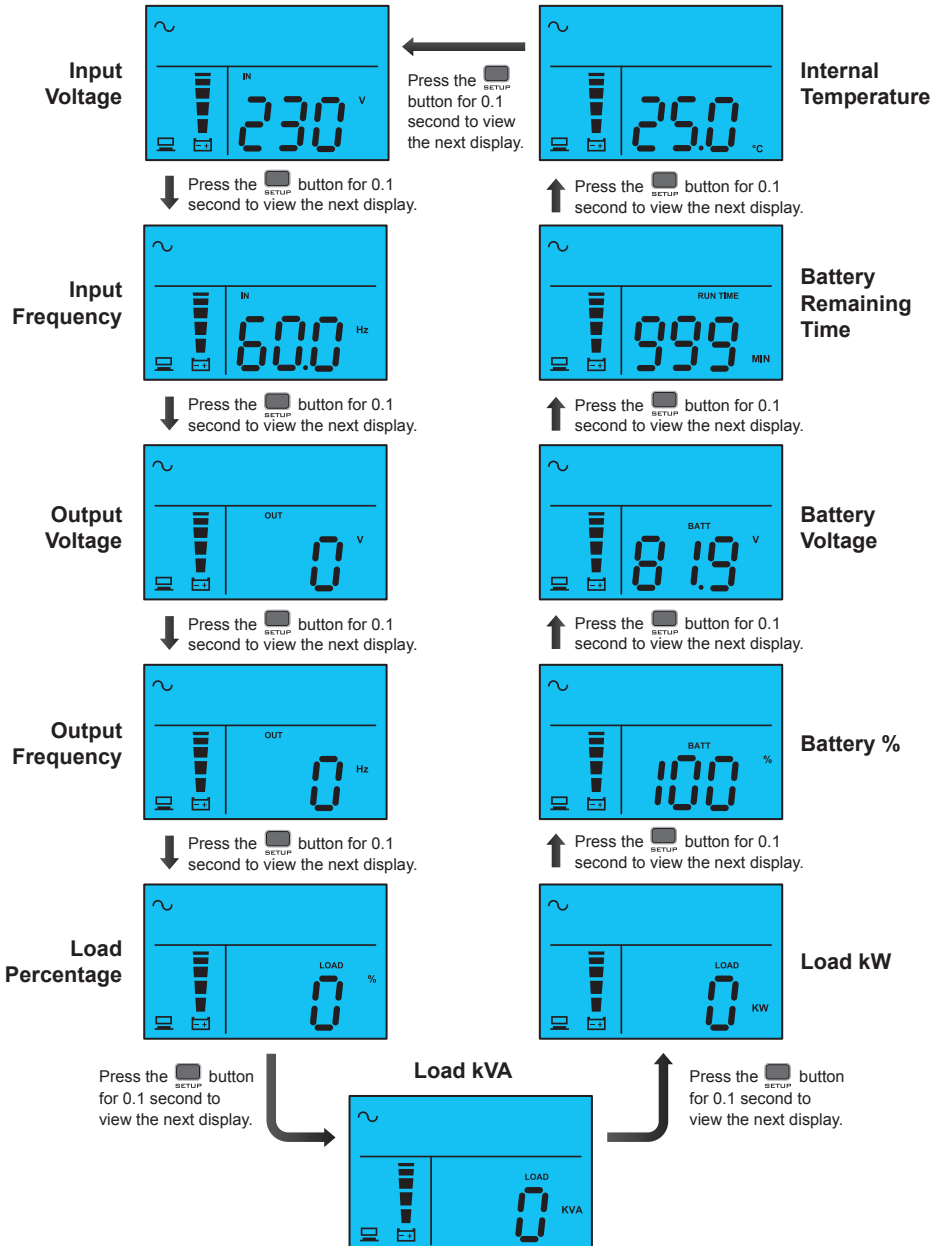 Input
Voltage
IN
230 V
Press the SETUP
button for 0.1
second to view
the next display.
25.0 °C
Internal
Temperature
Press the SETUP button for 0.1
second to view the next display.
Press the SETUP button for 0.1
second to view the next display.
Input
Frequency
IN
60.0 Hz
RUN TIME
999 MIN
Battery
Remaining
Time
Press the SETUP button for 0.1
second to view the next display.
Press the SETUP button for 0.1
second to view the next display.
Output
Voltage
OUT
0 V
BATT
81.9 V
Battery
Voltage
Press the SETUP button for 0.1
second to view the next display.
Press the SETUP button for 0.1
second to view the next display.
Output
Frequency
OUT
0 Hz
BATT
100 %
Battery %
Press the SETUP button for 0.1
second to view the next display.
Press the SETUP button for 0.1
second to view the next display.
Load
Percentage
LOAD
0 %
LOAD
0 KW
Load kW
Press the SETUP button
for 0.1 second to
view the next display.
Load kVA
LOAD
0 KVA
Press the SETUP button
for 0.1 second to
view the next display.